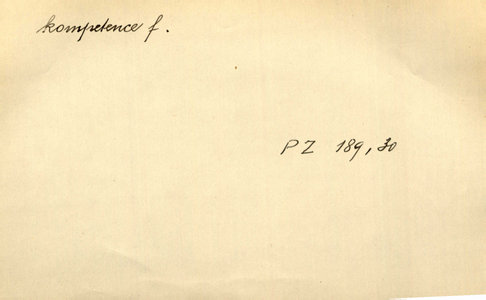 kompetence f.
PZ 189,30